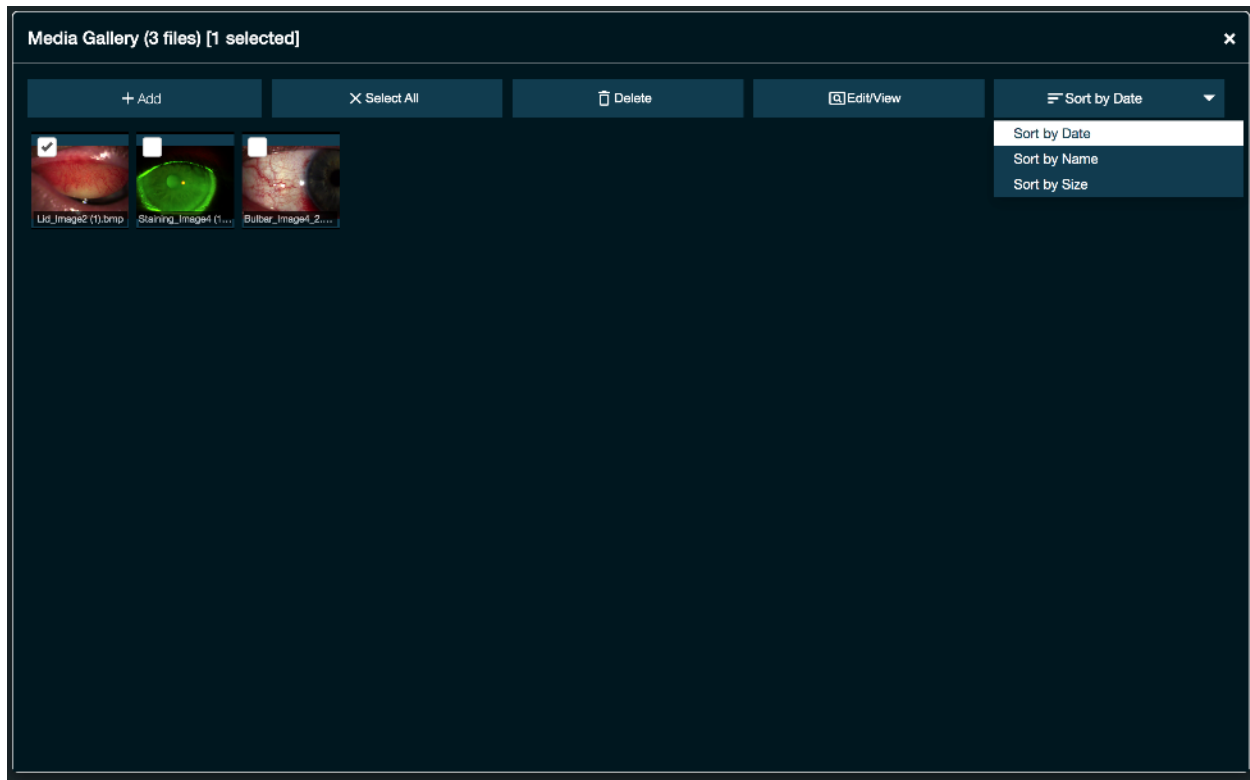 Media Gallery (3 files) [1 selected]
Add
Select All
Delete
Edit/View
Sort by Date
Sort by Date
Sort by Name
Sort by Size
Lid_Image2 (1).bmp
Staining_Image4 (1...
Bulber_Image4_2....